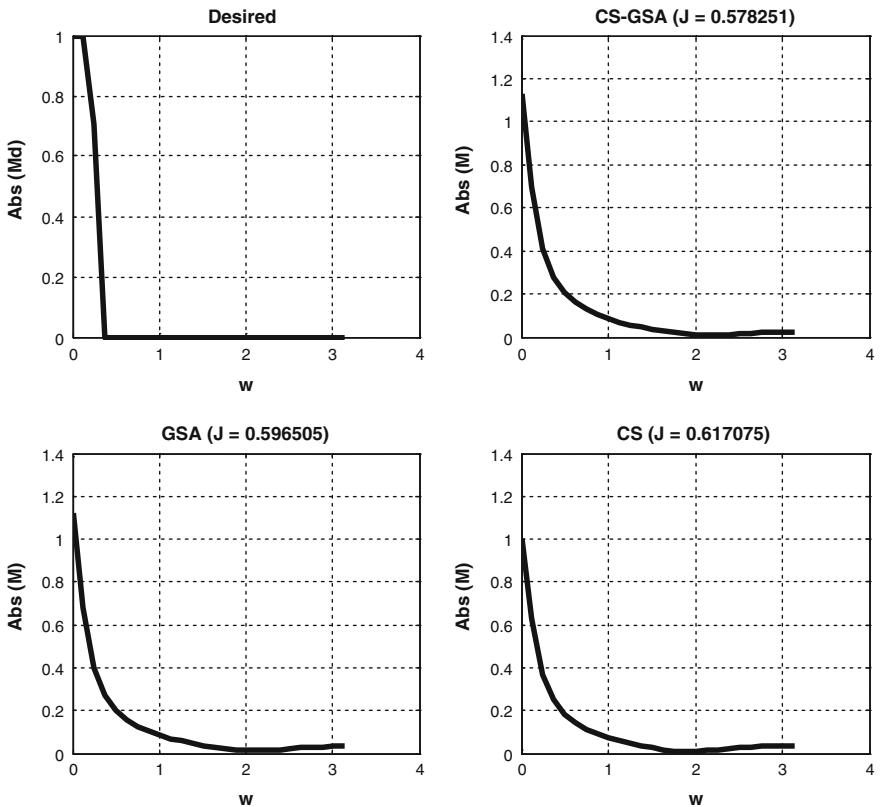 Desired
Abs (Md)
1
0.8
0.6
0.4
0.2
0
0 1 2 3 4
w
CS-GSA (J = 0.578251)
Abs (M)
1.4
1.2
1
0.8
0.6
0.4
0.2
0
0 1 2 3 4
w
GSA (J = 0.596505)
Abs (M)
1.4
1.2
1
0.8
0.6
0.4
0.2
0
0 1 2 3 4
w
CS (J = 0.617075)
Abs (M)
1.4
1.2
1
0.8
0.6
0.4
0.2
0
0 1 2 3 4
w